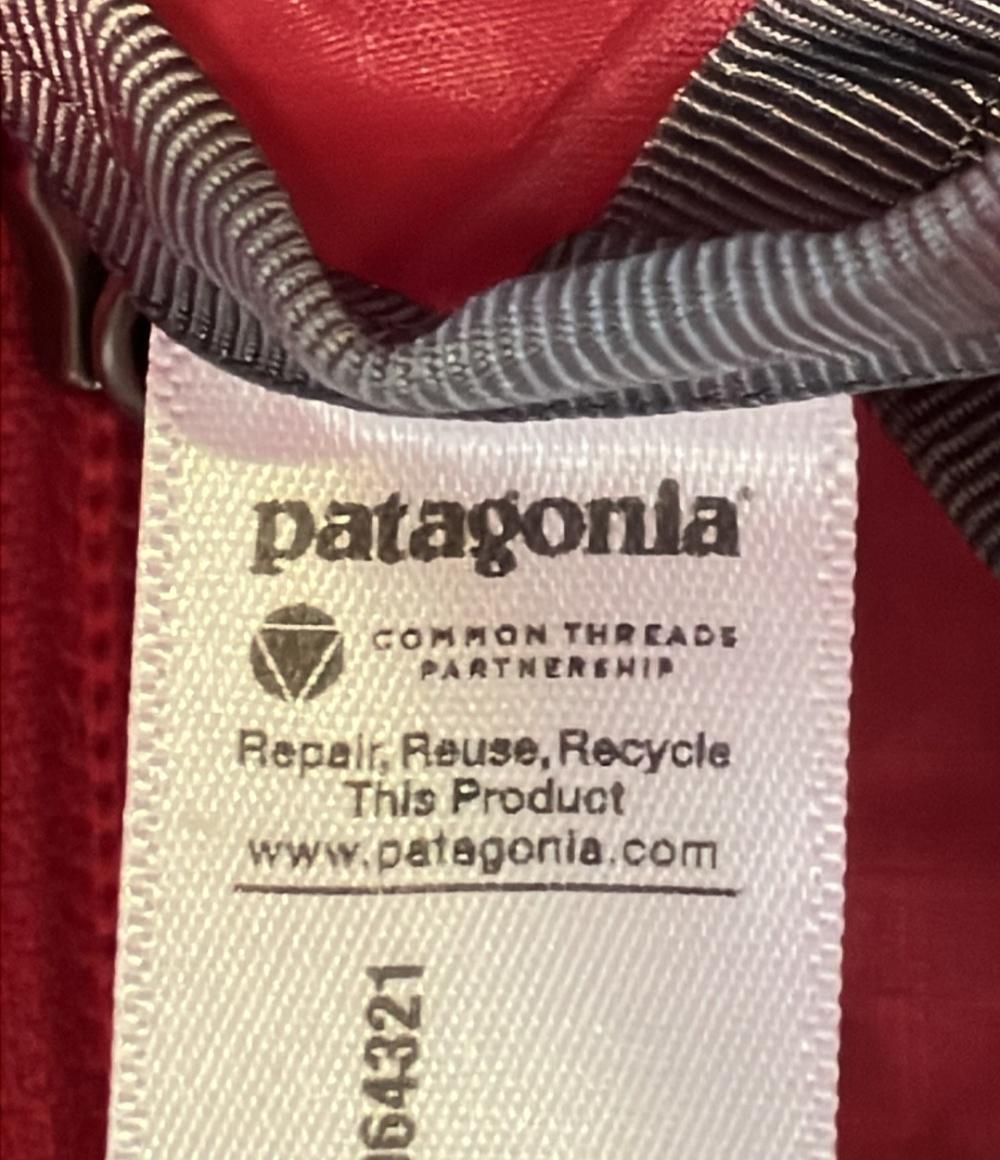 patagonia
COMMON THREADS
PARTNERSHIP
Repair, Reuse, Recycle
This Product
www.patagonia.com
64321